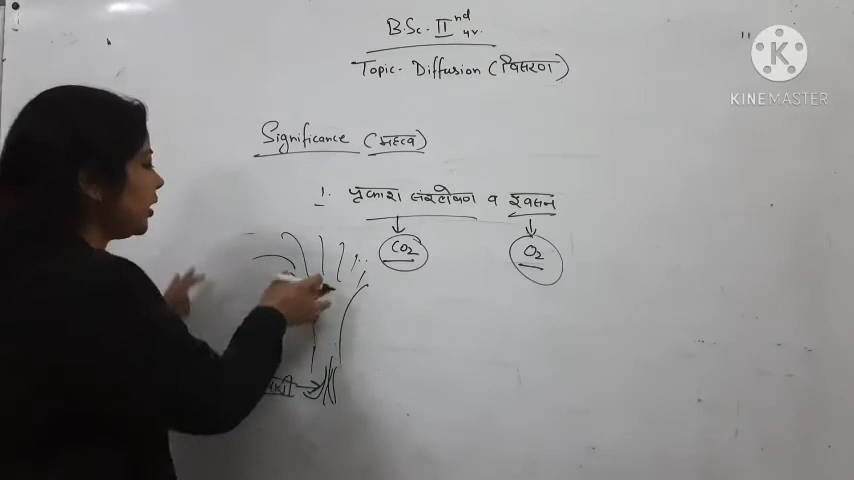 B.Sc. II nd yr.
Topic - Diffusion (विसरण)
K
KINEMASTER
Significance (महत्व)
1. प्रकाश संश्लेषण व श्वसन
CO2 O2